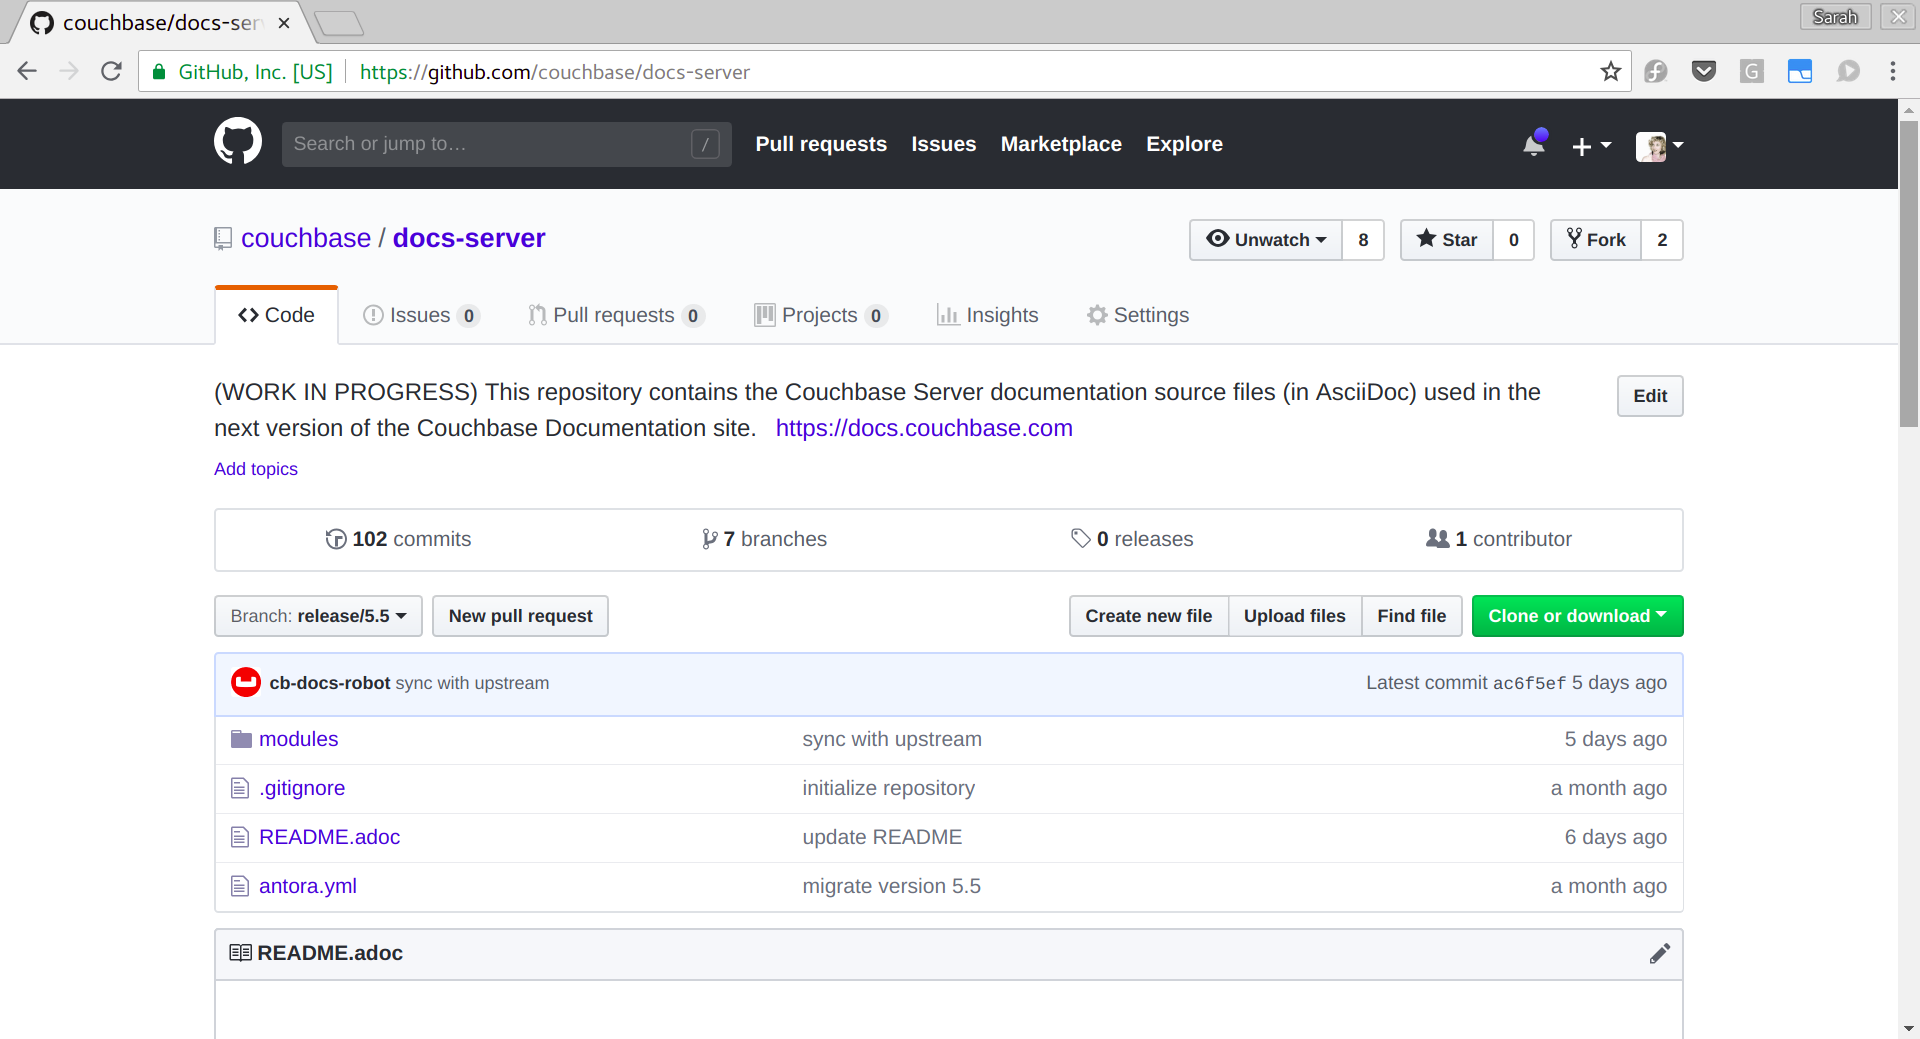 couchbase/docs-ser
Sarah
GitHub, Inc. [US] https://github.com/couchbase/docs-server
G
Search or jump to… /
Pull requests Issues Marketplace Explore
couchbase / docs-server
Unwatch 8 Star 0 Fork 2
Code Issues 0 Pull requests 0 Projects 0 Insights Settings
(WORK IN PROGRESS) This repository contains the Couchbase Server documentation source files (in AsciiDoc) used in the
next version of the Couchbase Documentation site. https://docs.couchbase.com
Edit
Add topics
102 commits 7 branches 0 releases 1 contributor
Branch: release/5.5 New pull request Create new file Upload files Find file Clone or download
cb-docs-robot sync with upstream Latest commit ac6f5ef 5 days ago
modules sync with upstream 5 days ago
.gitignore initialize repository a month ago
README.adoc update README 6 days ago
antora.yml migrate version 5.5 a month ago
README.adoc